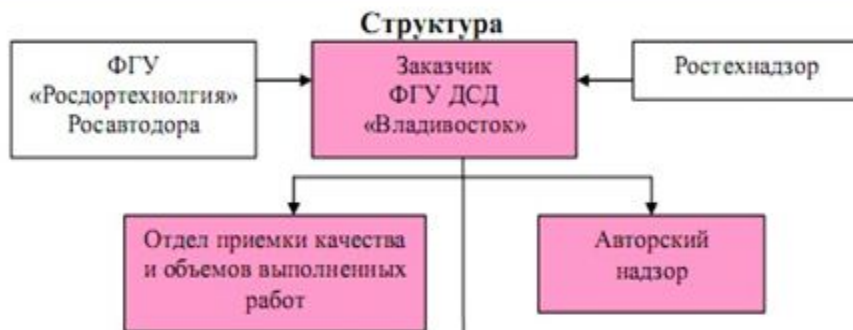 Структура
ФГУ
«Росдортехнолгия»
Росавтодора
Заказчик
ФГУ ДСД
«Владивосток»
Ростехнадзор
Отдел приемки качества
и объемов выполненных
работ
Авторский
надзор